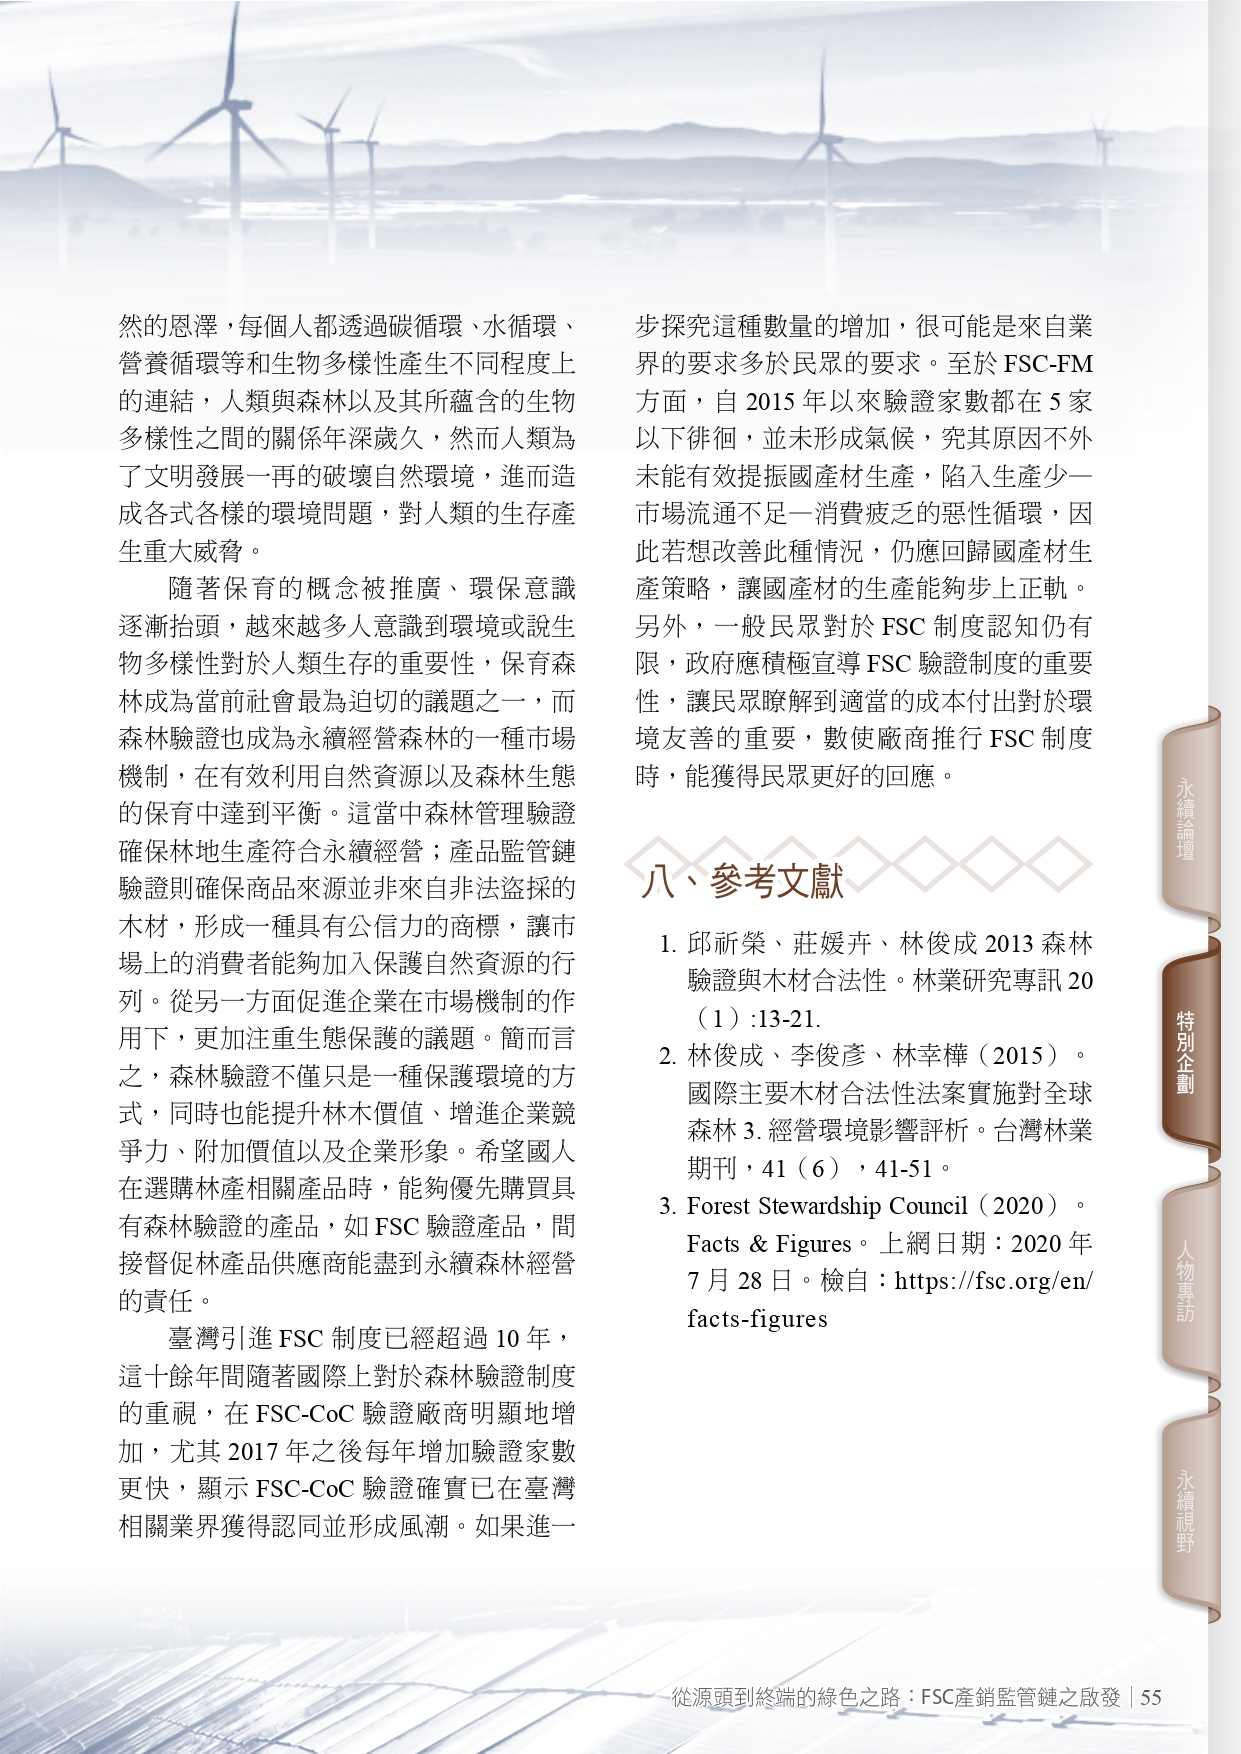 然的恩澤，每個人都透過碳循環、水循環、
營養循環等和生物多樣性產生不同程度上
的連結，人類與森林以及其所蘊含的生物
多樣性之間的關係年深歲久，然而人類為
了文明發展一再的破壞自然環境，進而造
成各式各樣的環境問題，對人類的生存產
生重大威脅。
隨著保育的概念被推廣、環保意識
逐漸抬頭，越來越多人意識到環境或說生
物多樣性對於人類生存的重要性，保育森
林成為當前社會最為迫切的議題之一，而
森林驗證也成為永續經營森林的一種市場
機制，在有效利用自然資源以及森林生態
的保育中達到平衡。這當中森林管理驗證
確保林地生產符合永續經營；產品監管鏈
驗證則確保商品來源並非來自非法盜採的
木材，形成一種具有公信力的商標，讓市
場上的消費者能夠加入保護自然資源的行
列。從另一方面促進企業在市場機制的作
用下，更加注重生態保護的議題。簡而言
之，森林驗證不僅只是一種保護環境的方
式，同時也能提升林木價值、增進企業競
爭力、附加價值以及企業形象。希望國人
在選購林產相關產品時，能夠優先購買具
有森林驗證的產品，如 FSC 驗證產品，間
接督促林產品供應商能盡到永續森林經營
的責任。
臺灣引進 FSC 制度已經超過 10 年，
這十餘年間隨著國際上對於森林驗證制度
的重視，在 FSC-CoC 驗證廠商明顯地增
加，尤其 2017 年之後每年增加驗證家數
更快，顯示 FSC-CoC 驗證確實已在臺灣
相關業界獲得認同並形成風潮。如果進一
步探究這種數量的增加，很可能是來自業
界的要求多於民眾的要求。至於 FSC-FM
方面，自 2015 年以來驗證家數都在 5 家
以下徘徊，並未形成氣候，究其原因不外
未能有效提振國產材生產，陷入生產少—
市場流通不足—消費疲乏的惡性循環，因
此若想改善此種情況，仍應回歸國產材生
產策略，讓國產材的生產能夠步上正軌。
另外，一般民眾對於 FSC 制度認知仍有
限，政府應積極宣導 FSC 驗證制度的重要
性，讓民眾瞭解到適當的成本付出對於環
境友善的重要，數使廠商推行 FSC 制度
時，能獲得民眾更好的回應。
八、參考文獻
1. 邱祈榮、莊媛卉、林俊成 2013 森林
驗證與木材合法性。林業研究專訊 20
（1）:13-21.
2. 林俊成、李俊彥、林幸樺（2015）。
國際主要木材合法性法案實施對全球
森林 3. 經營環境影響評析。台灣林業
期刊，41（6），41-51。
3. Forest Stewardship Council（2020）。
Facts & Figures。上網日期：2020 年
7 月 28 日。檢自：https://fsc.org/en/
facts-figures
永續論壇
特別企劃
人物專訪
永續視野
從源頭到終端的綠色之路：FSC產銷監管鏈之啟發│55